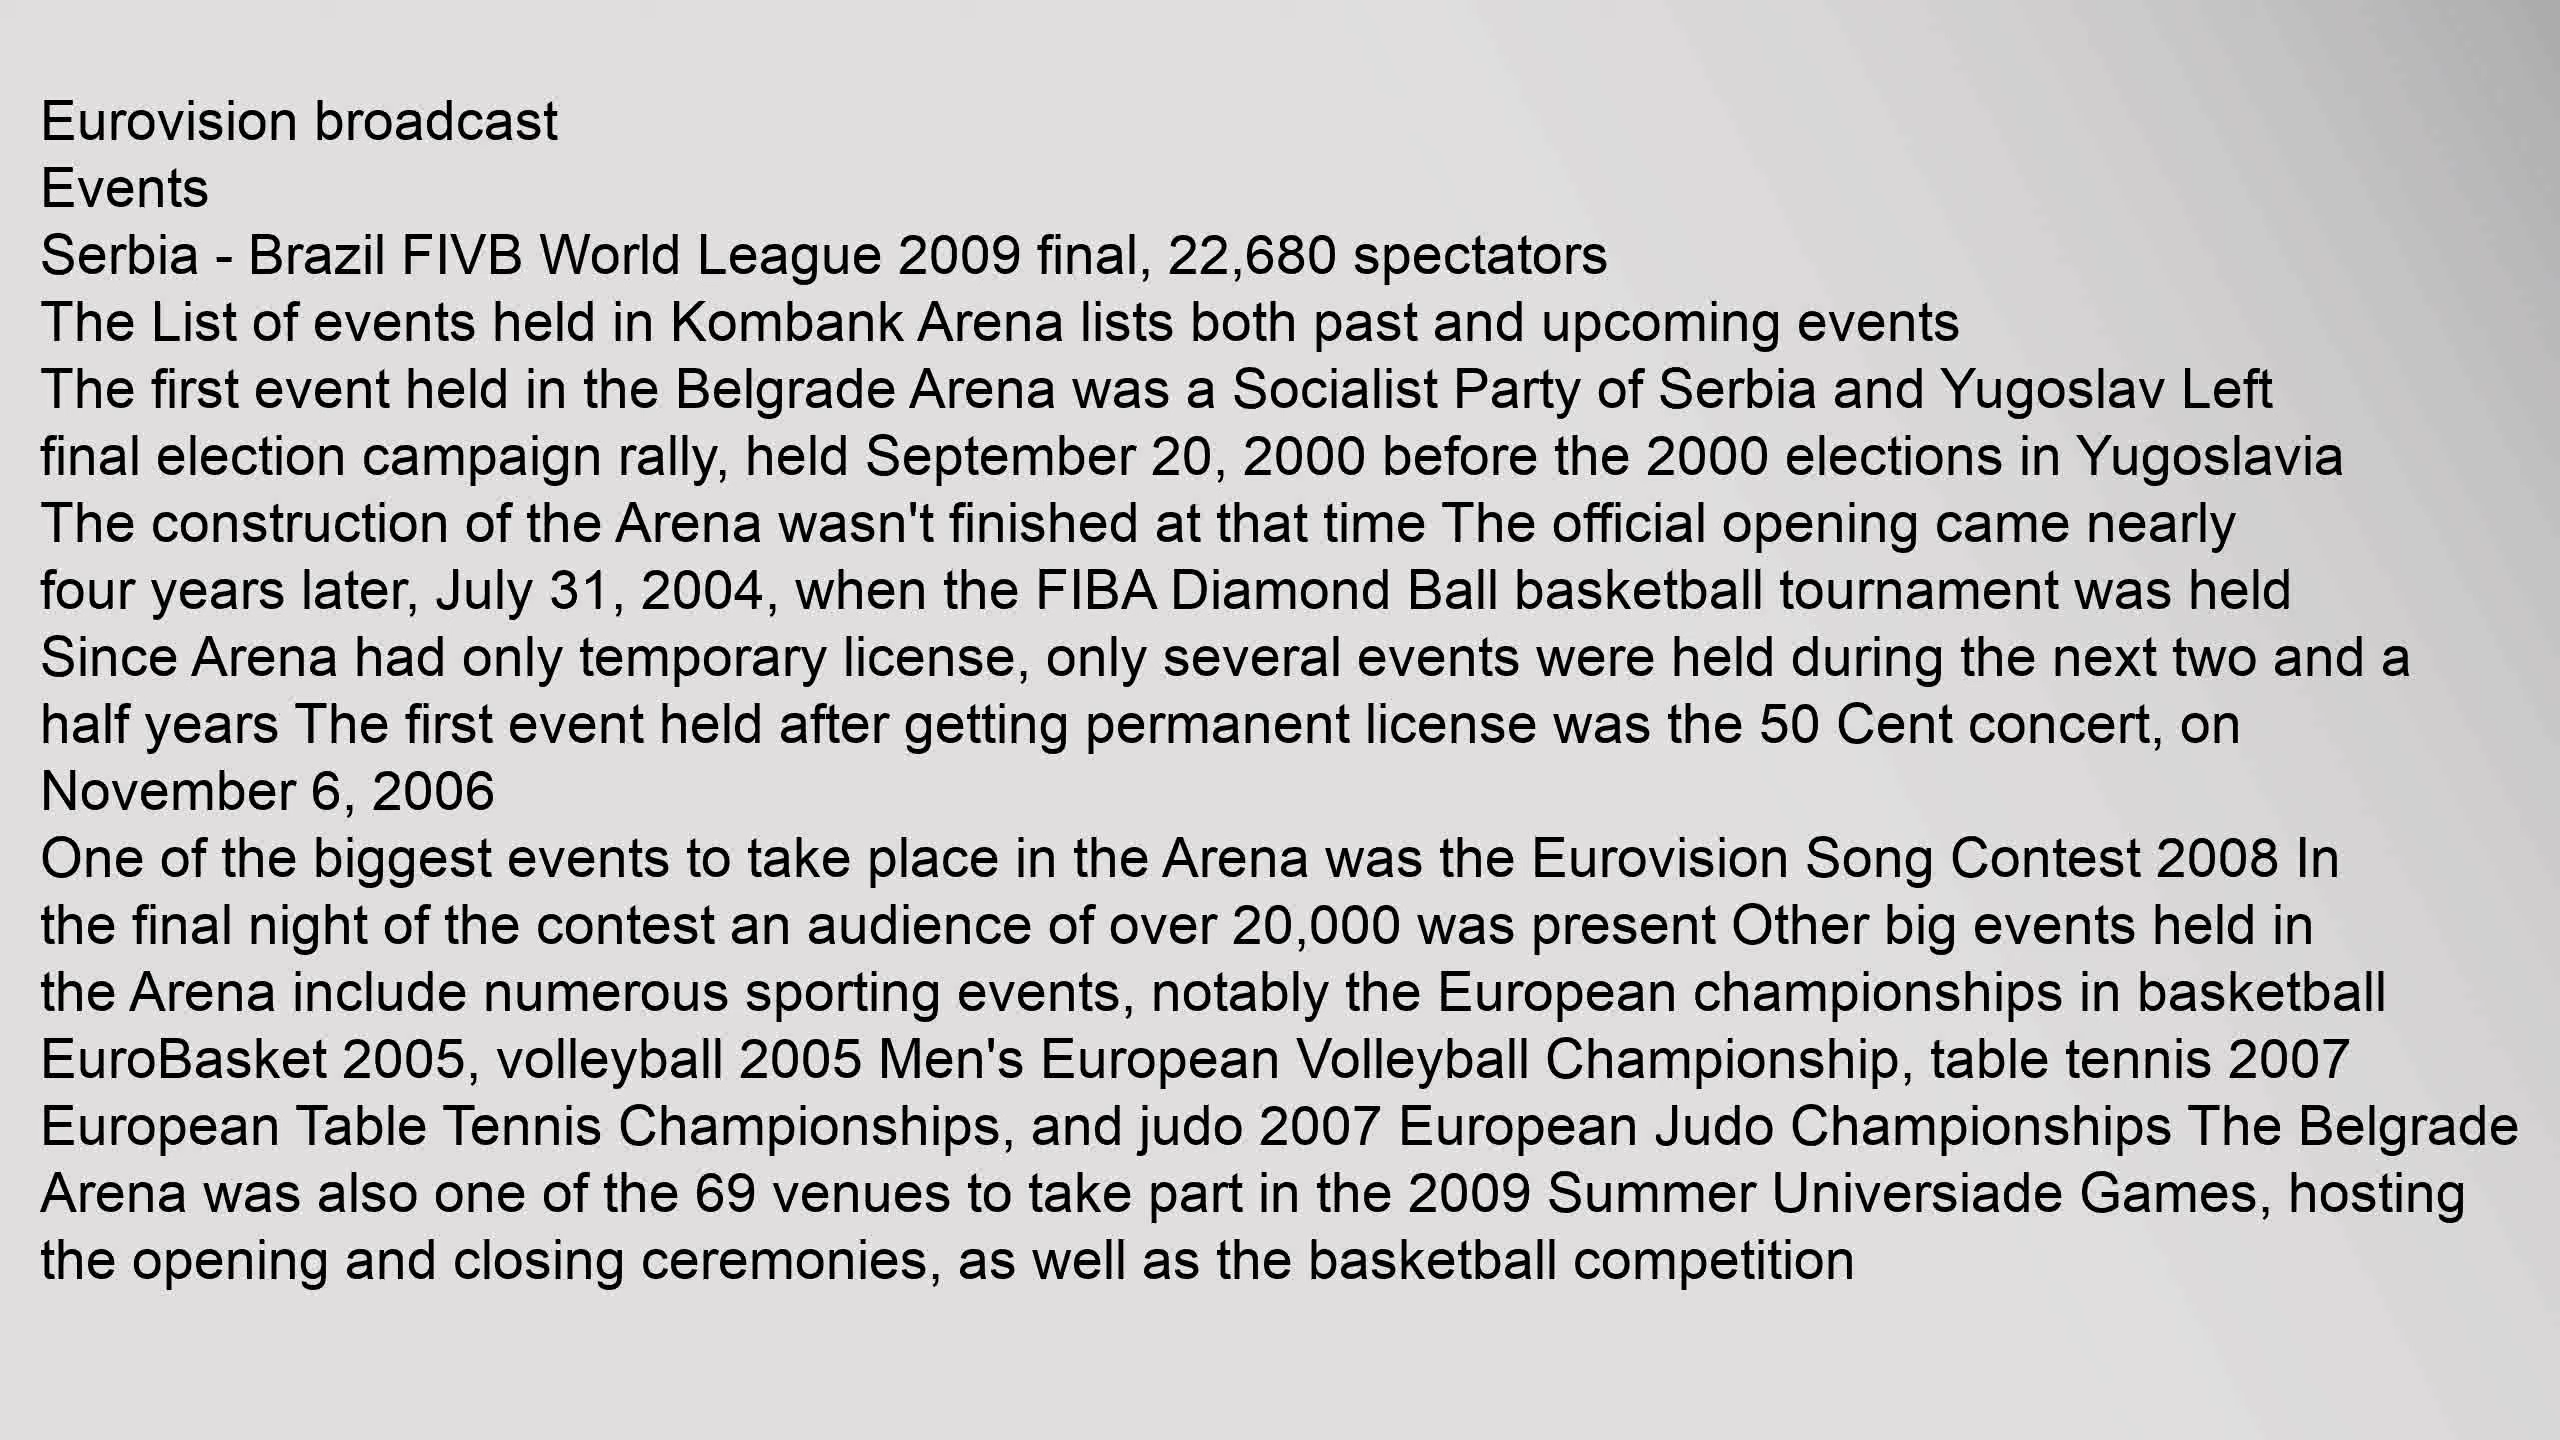 Eurovision broadcast
Events
Serbia - Brazil FIVB World League 2009 final, 22,680 spectators
The List of events held in Kombank Arena lists both past and upcoming events
The first event held in the Belgrade Arena was a Socialist Party of Serbia and Yugoslav Left
final election campaign rally, held September 20, 2000 before the 2000 elections in Yugoslavia
The construction of the Arena wasn't finished at that time The official opening came nearly
four years later, July 31, 2004, when the FIBA Diamond Ball basketball tournament was held
Since Arena had only temporary license, only several events were held during the next two and a
half years The first event held after getting permanent license was the 50 Cent concert, on
November 6, 2006
One of the biggest events to take place in the Arena was the Eurovision Song Contest 2008 In
the final night of the contest an audience of over 20,000 was present Other big events held in
the Arena include numerous sporting events, notably the European championships in basketball
EuroBasket 2005, volleyball 2005 Men's European Volleyball Championship, table tennis 2007
European Table Tennis Championships, and judo 2007 European Judo Championships The Belgrade
Arena was also one of the 69 venues to take part in the 2009 Summer Universiade Games, hosting
the opening and closing ceremonies, as well as the basketball competition